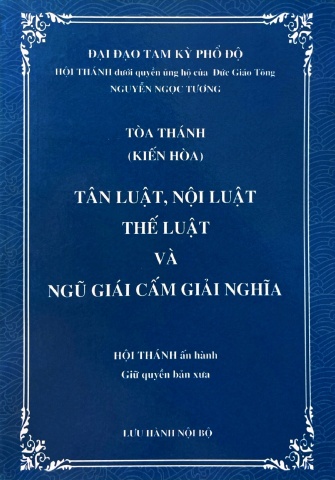 ĐẠI ĐẠO TAM KỲ PHỔ ĐỘ
HỘI THÁNH dưới quyền ủng hộ của Đức Giáo Tông
NGUYỄN NGỌC TƯƠNG
TÒA THÁNH
(KIẾN HÒA)
TÂN LUẬT, NỘI LUẬT
THẾ LUẬT
VÀ
NGŨ GIÁI CẤM GIẢI NGHĨA
HỘI THÁNH ấn hành
Giữ quyền bản xưa
LƯU HÀNH NỘI BỘ